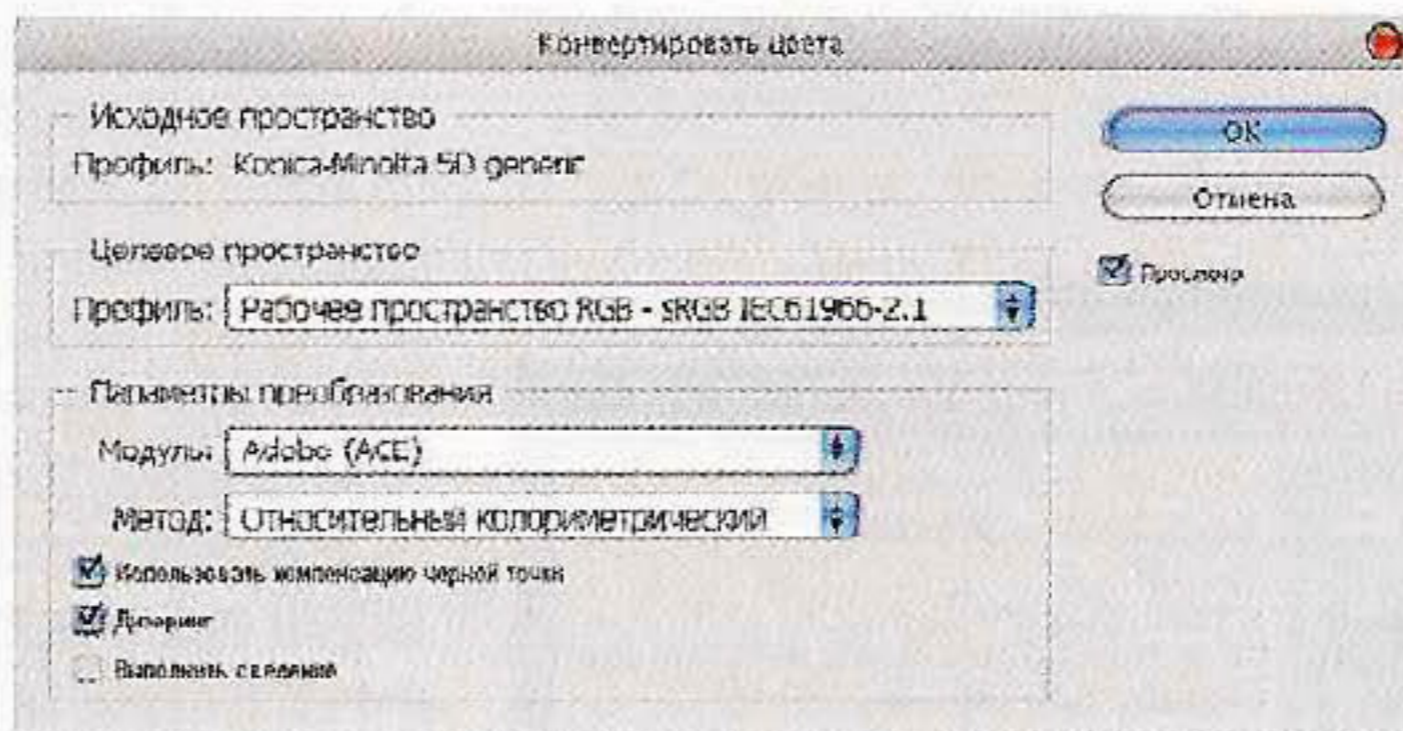 Конвертировать цвета
Исходное пространство
Профиль: Konica-Minolta 5D generic
Целевое пространство
Профиль: Рабочее пространство RGB - sRGB IEC61966-2.1
Параметры преобразования
Модуль: Adobe (ACE)
Метод: Относительный колориметрический
Использовать компенсацию черной точки
Дизеринг
Выполнить сведение
OK
Отмена
Просмотр